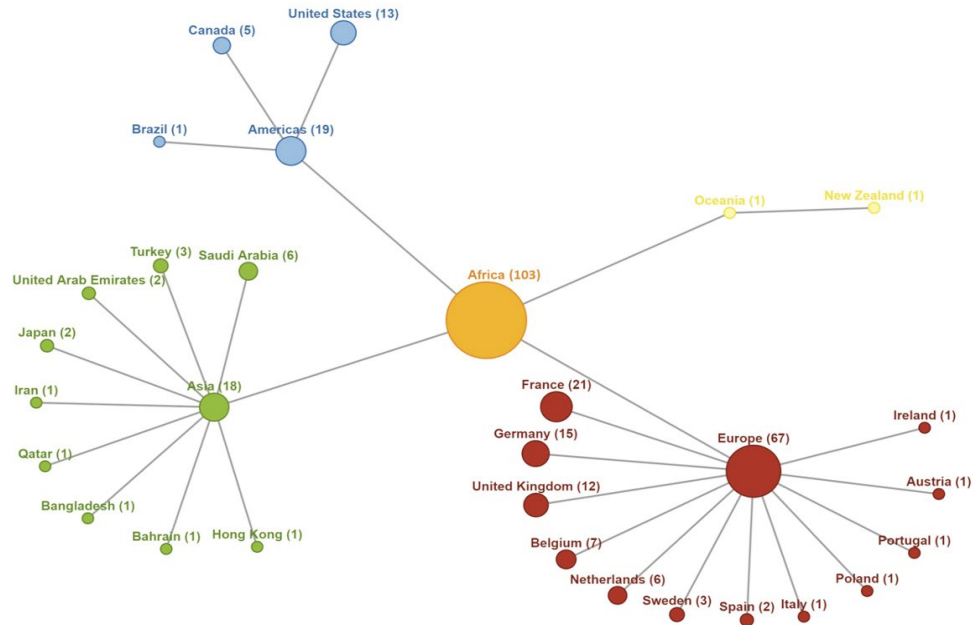 United States (13)
Canada (5)
Brazil (1)
Americas (19)
Oceania (1)
New Zealand (1)
Turkey (3)
Saudi Arabia (6)
United Arab Emirates (2)
Africa (103)
Japan (2)
Iran (1)
Asia (18)
Qatar (1)
Bangladesh (1)
Bahrain (1)
Hong Kong (1)
France (21)
Germany (15)
Europe (67)
Ireland (1)
United Kingdom (12)
Austria (1)
Belgium (7)
Portugal (1)
Netherlands (6)
Poland (1)
Sweden (3)
Spain (2)
Italy (1)